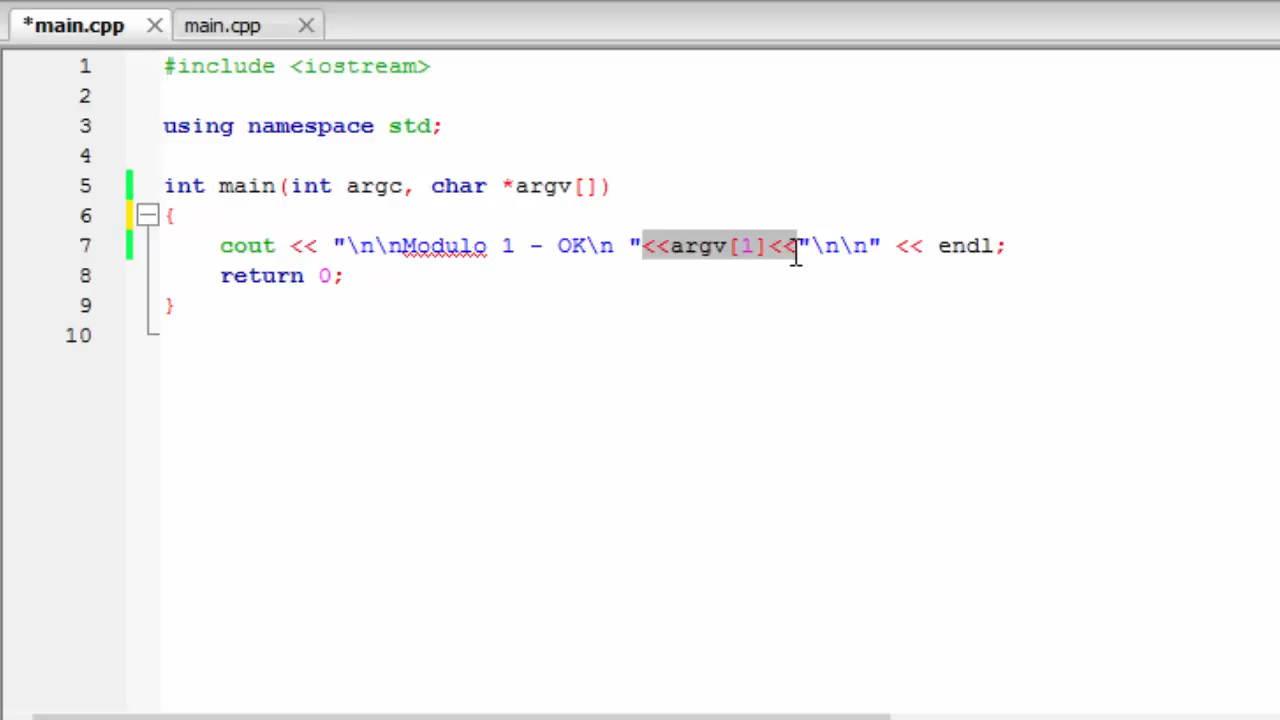 *main.cpp main.cpp
1 #include <iostream>
2
3 using namespace std;
4
5 int main(int argc, char *argv[])
6 {
7 cout << "\n\nModulo 1 - OK\n "<<argv[1]<<"\n\n" << endl;
8 return 0;
9 }
10